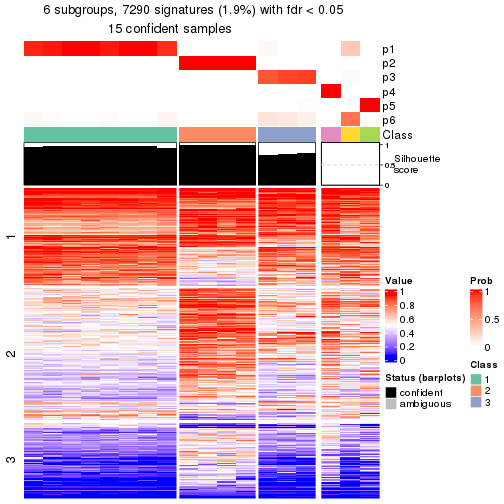 6 subgroups, 7290 signatures (1.9%) with fdr < 0.05
15 confident samples
p1
p2
p3
p4
p5
p6
Class
1
0.5
0
Silhouette
score
1
2
3
Value
1
0.8
0.6
0.4
0.2
0
Prob
1
0.5
0
Status (barplots)
confident
ambiguous
Class
1
2
3